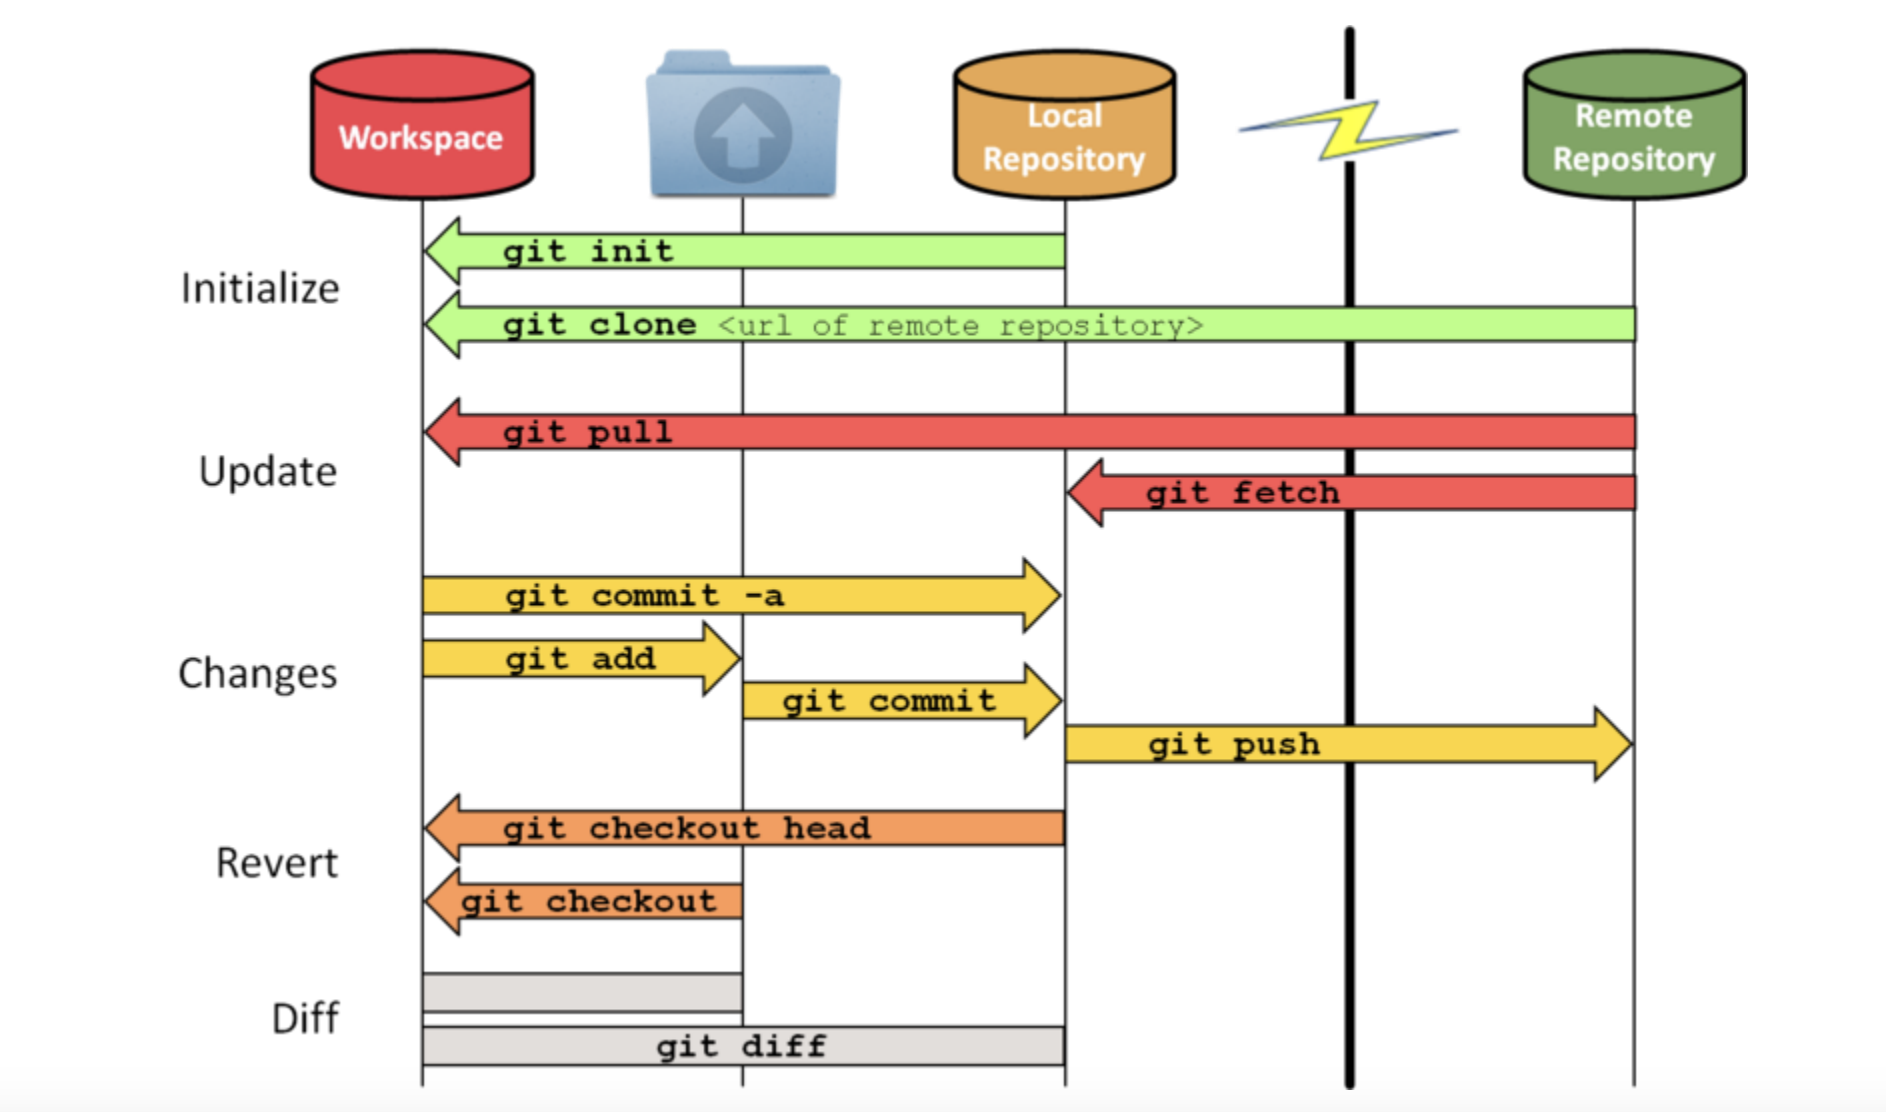 Workspace
Local
Repository
Remote
Repository
Initialize
git init
git clone <url of remote repository>
Update
git pull
git fetch
Changes
git commit -a
git add
git commit
git push
Revert
git checkout head
git checkout
Diff
git diff